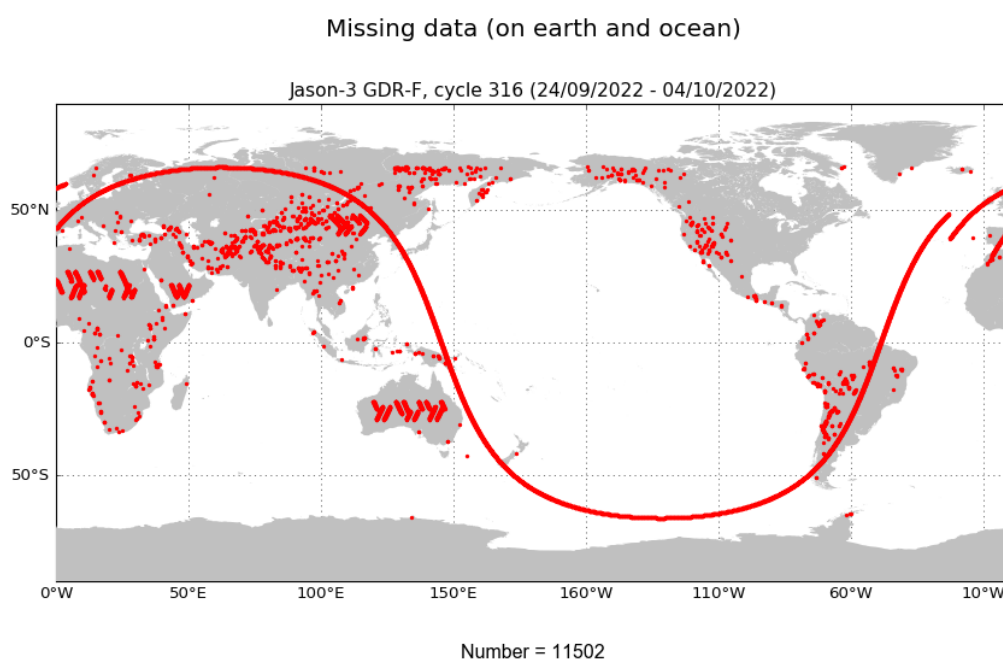 Missing data (on earth and ocean)
Jason-3 GDR-F, cycle 316 (24/09/2022 - 04/10/2022)
50°N
0°S
50°S
0°W 50°E 100°E 150°E 160°W 110°W 60°W 10°W
Number = 11502